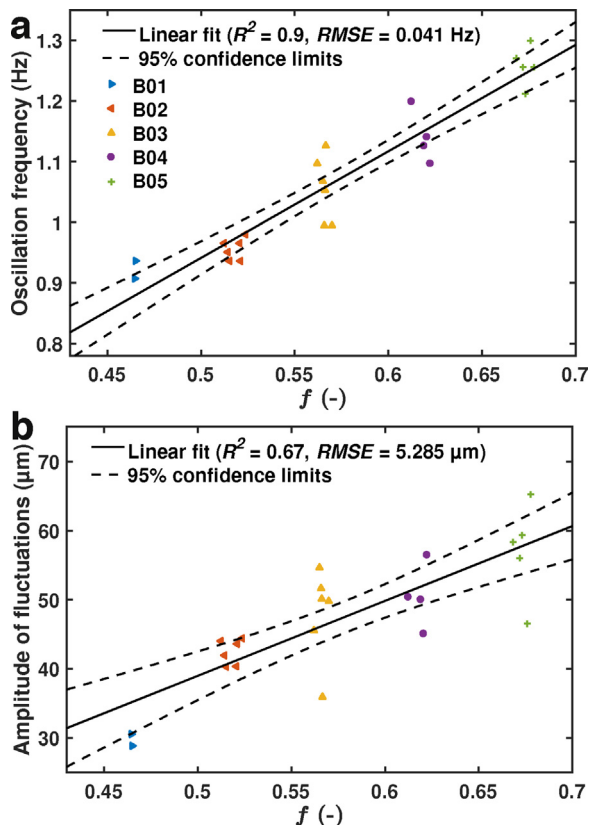 a
Linear fit (R² = 0.9, RMSE = 0.041 Hz)
95% confidence limits
B01
B02
B03
B04
B05
Oscillation frequency (Hz)
1.3
1.2
1.1
1
0.9
0.8
0.45 0.5 0.55 0.6 0.65 0.7
f (-)
b
Linear fit (R² = 0.67, RMSE = 5.285 µm)
95% confidence limits
Amplitude of fluctuations (µm)
70
60
50
40
30
0.45 0.5 0.55 0.6 0.65 0.7
f (-)